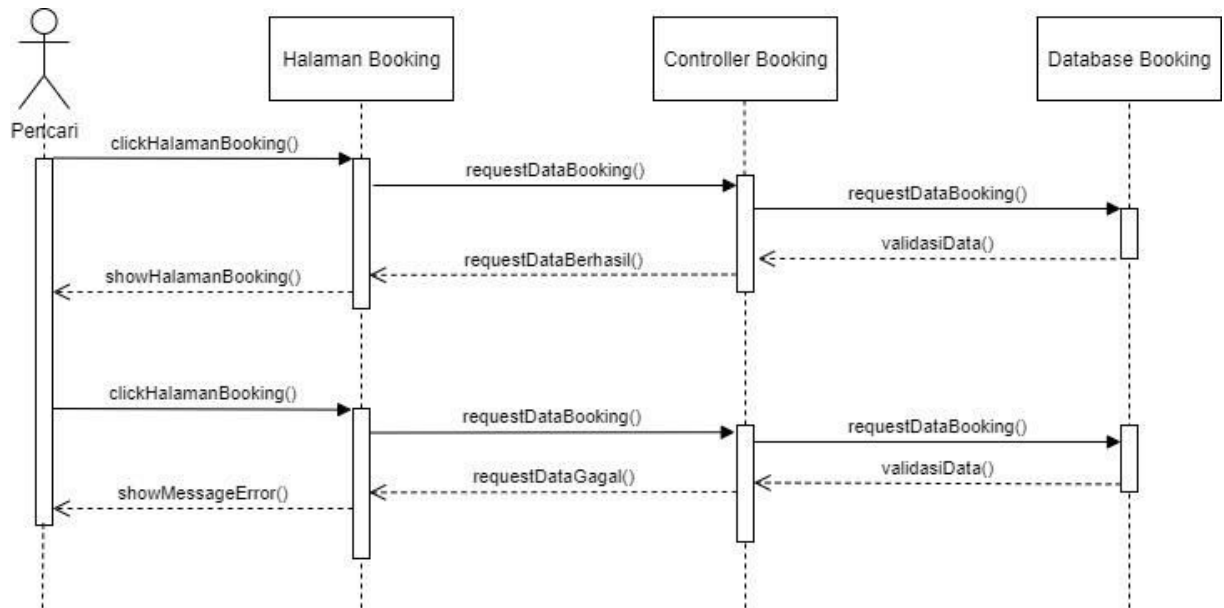 Halaman Booking
Controller Booking
Database Booking
Pencari
clickHalamanBooking()
requestDataBooking()
requestDataBooking()
validasiData()
requestDataBerhasil()
showHalamanBooking()
clickHalamanBooking()
requestDataBooking()
requestDataBooking()
validasiData()
requestDataGagal()
showMessageError()